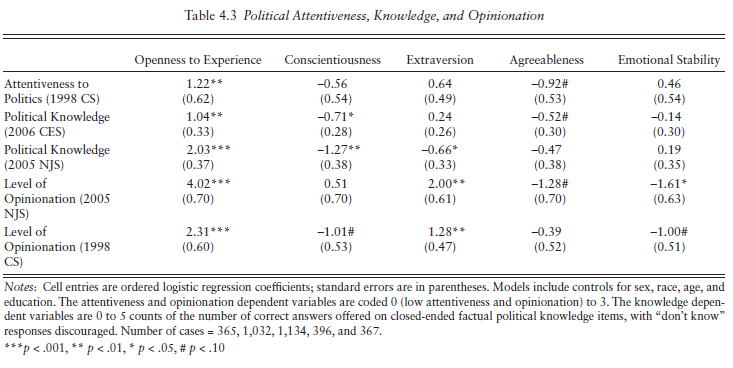 Table 4.3 Political Attentiveness, Knowledge, and Opinionation
Openness to Experience Conscientiousness Extraversion Agreeableness Emotional Stability
Attentiveness to 1.22** –0.56 0.64 –0.92# 0.46
Politics (1998 CS) (0.62) (0.54) (0.49) (0.53) (0.54)
Political Knowledge 1.04** –0.71* 0.24 –0.52# –0.14
(2006 CES) (0.33) (0.28) (0.26) (0.30) (0.30)
Political Knowledge 2.03*** –1.27** –0.66* –0.47 0.19
(2005 NJS) (0.37) (0.38) (0.33) (0.38) (0.35)
Level of 4.02*** 0.51 2.00** –1.28# –1.61*
Opinionation (2005 (0.70) (0.70) (0.61) (0.70) (0.63)
NJS)
Level of 2.31*** –1.01# 1.28** –0.39 –1.00#
Opinionation (1998 (0.60) (0.53) (0.47) (0.52) (0.51)
CS)
Notes: Cell entries are ordered logistic regression coefficients; standard errors are in parentheses. Models include controls for sex, race, age, and
education. The attentiveness and opinionation dependent variables are coded 0 (low attentiveness and opinionation) to 3. The knowledge depen-
dent variables are 0 to 5 counts of the number of correct answers offered on closed-ended factual political knowledge items, with “don’t know”
responses discouraged. Number of cases = 365, 1,032, 1,134, 396, and 367.
***p < .001, ** p < .01, * p < .05, # p < .10